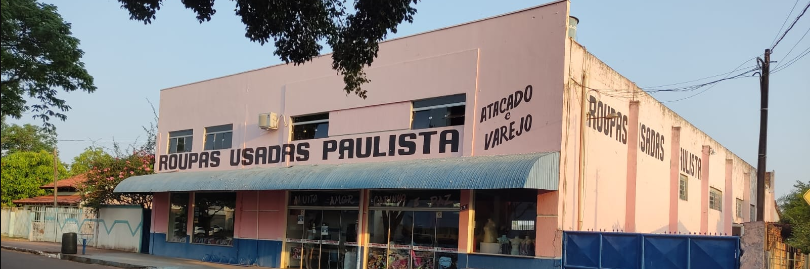 ROUPAS USADAS PAULISTA
ATACADO
e
VAREJO
ROUPAS USADAS PAULISTA